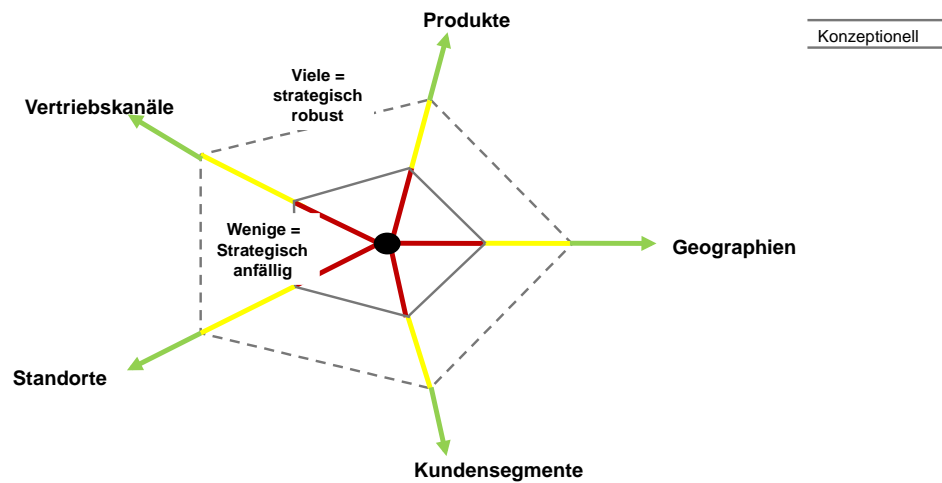 Produkte
Konzeptionell
Viele =
strategisch
robust
Vertriebskanäle
Wenige =
Strategisch
anfällig
Geographien
Standorte
Kundensegmente